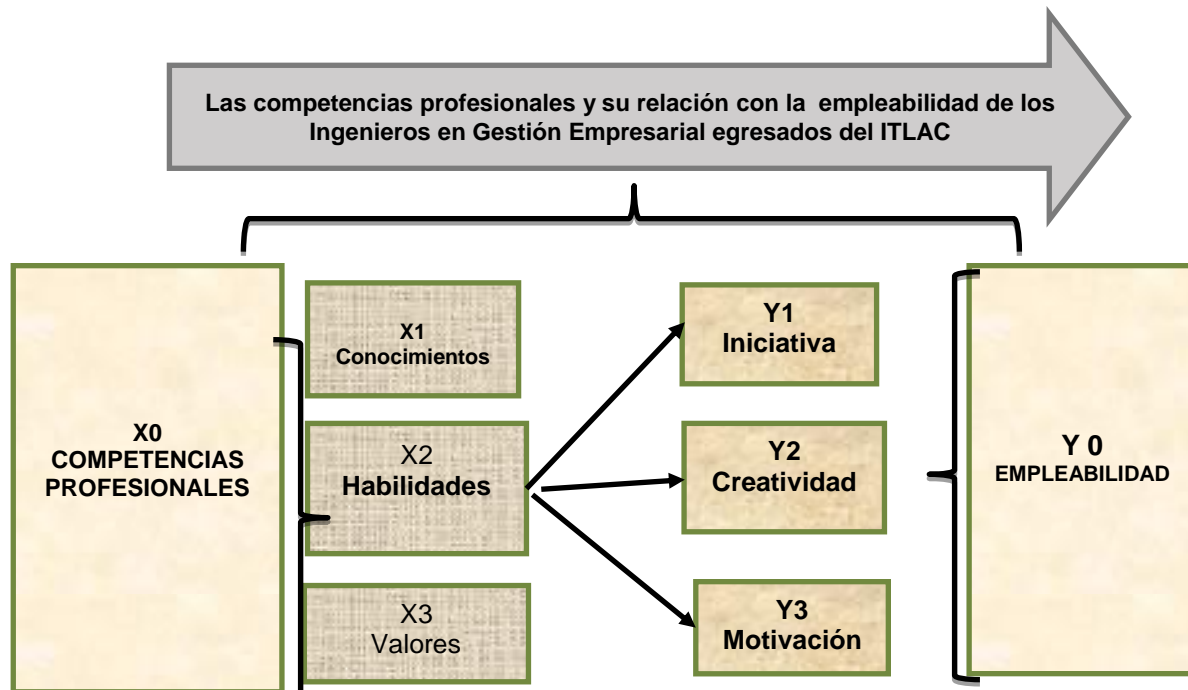 Las competencias profesionales y su relación con la empleabilidad de los
Ingenieros en Gestión Empresarial egresados del ITLAC
X0
COMPETENCIAS
PROFESIONALES
X1
Conocimientos
X2
Habilidades
X3
Valores
Y1
Iniciativa
Y2
Creatividad
Y3
Motivación
Y 0
EMPLEABILIDAD